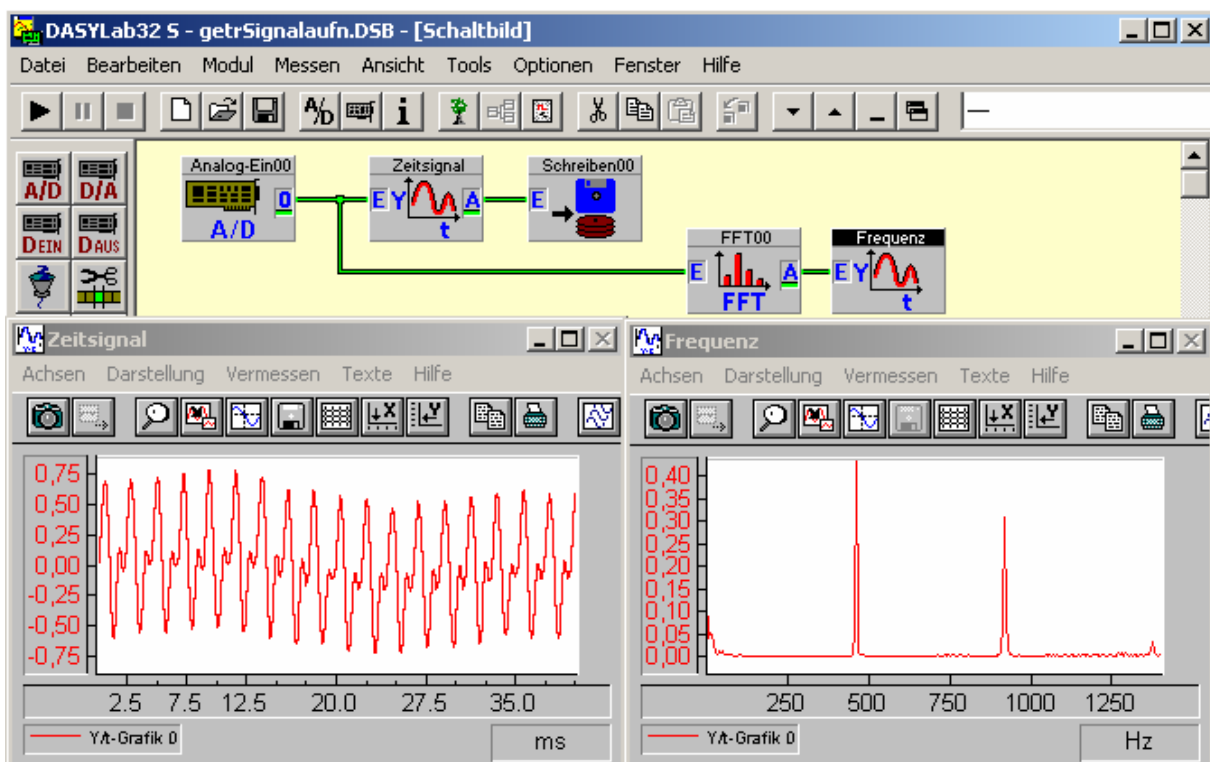 DASYLab32 S - getrSignalaufn.DSB - [Schaltbild]
Datei Bearbeiten Modul Messen Ansicht Tools Optionen Fenster Hilfe
A/D i
A/D D/A
DEIN DAUS
Analog-Ein00 Zeitsignal Schreiben00
0 E Y A E
A/D t
FFT00 Frequenz
E A E Y
FFT t
Zeitsignal
Achsen Darstellung Vermessen Texte Hilfe
X Y
0,75
0,50
0,25
0,00
-0,25
-0,50
-0,75
2.5 7.5 12.5 20.0 27.5 35.0
Y/t-Grafik 0
ms
Frequenz
Achsen Darstellung Vermessen Texte Hilfe
X Y
0,40
0,35
0,30
0,25
0,20
0,15
0,10
0,05
0,00
250 500 750 1000 1250
Y/t-Grafik 0
Hz